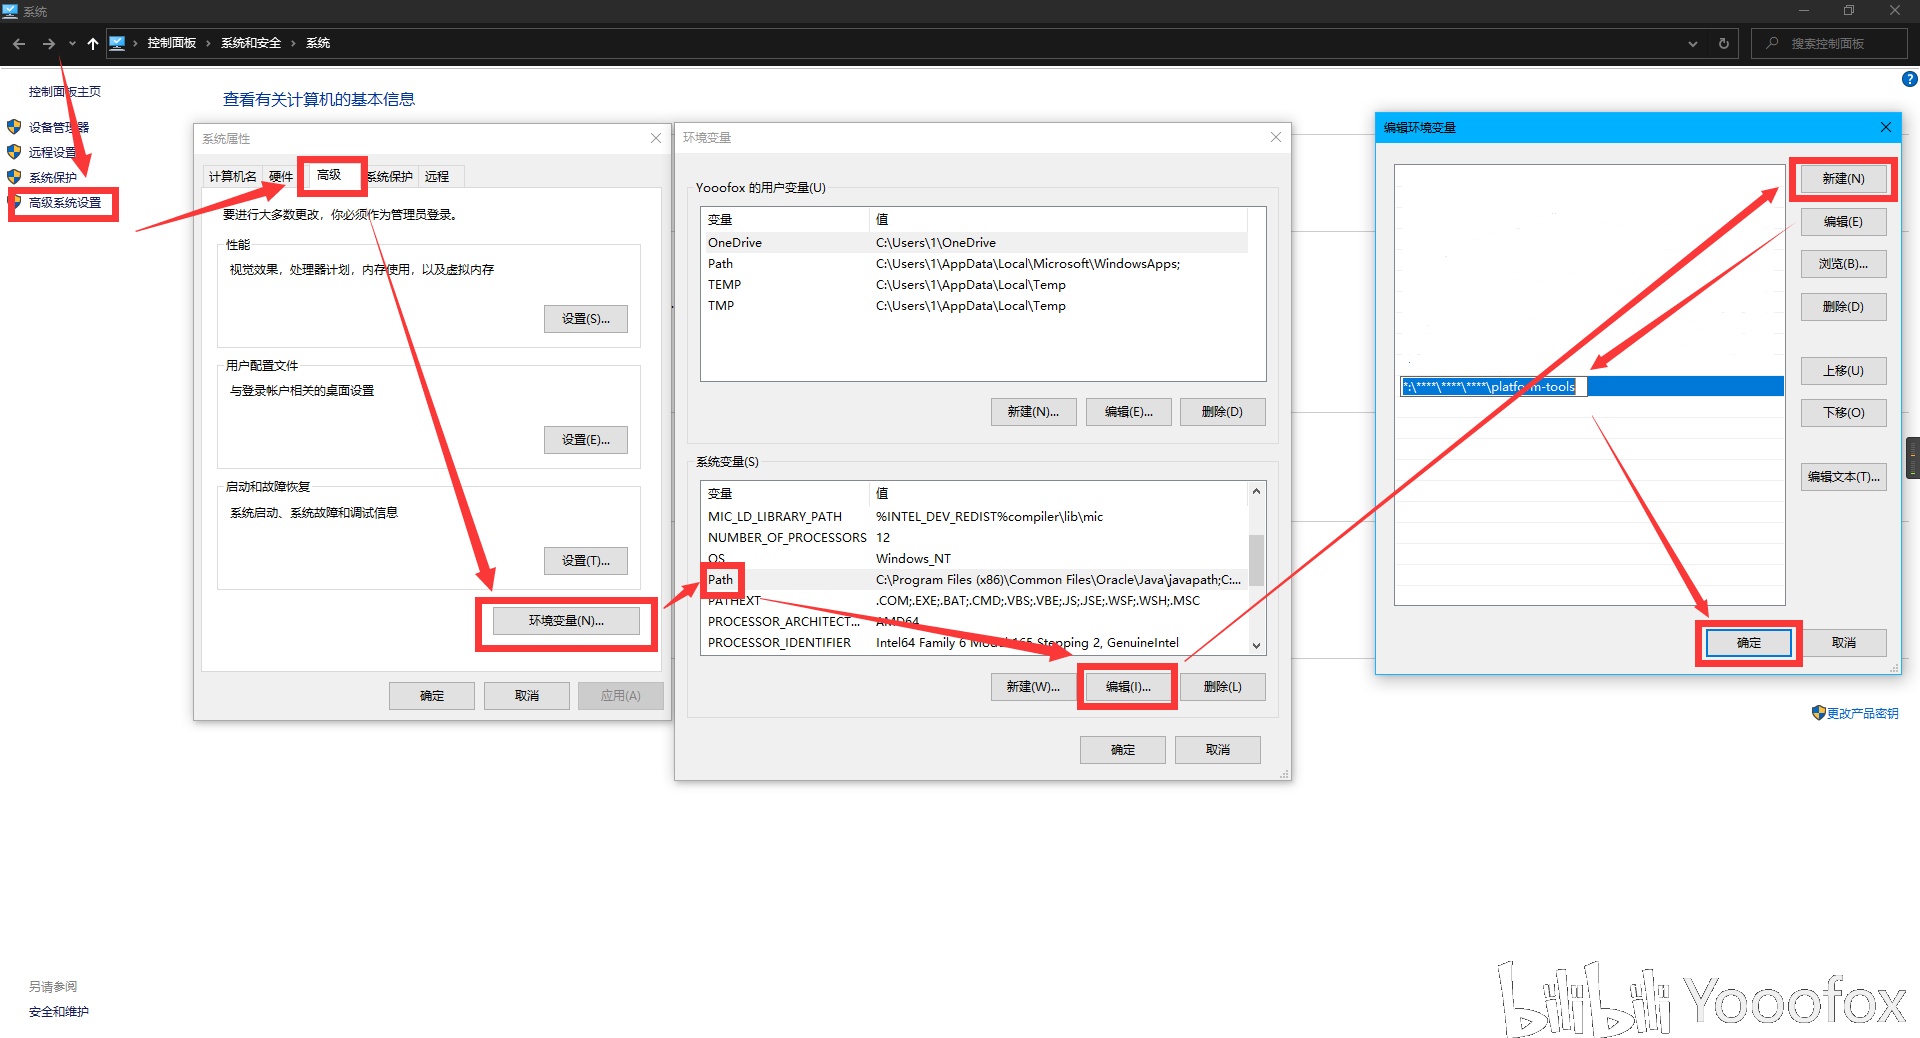 系统
控制面板 › 系统和安全 › 系统
搜索控制面板
控制面板主页
设备管理器
远程设置
系统保护
高级系统设置
查看有关计算机的基本信息
系统属性
计算机名 硬件 高级 系统保护 远程
要进行大多数更改，你必须作为管理员登录。
性能
视觉效果，处理器计划，内存使用，以及虚拟内存
设置(S)...
用户配置文件
与登录帐户相关的桌面设置
设置(E)...
启动和故障恢复
系统启动、系统故障和调试信息
设置(T)...
环境变量(N)...
确定 取消 应用(A)
环境变量
Yooofox 的用户变量(U)
变量 值
OneDrive C:\Users\1\OneDrive
Path C:\Users\1\AppData\Local\Microsoft\WindowsApps;
TEMP C:\Users\1\AppData\Local\Temp
TMP C:\Users\1\AppData\Local\Temp
新建(N)... 编辑(E)... 删除(D)
系统变量(S)
变量 值
MIC_LD_LIBRARY_PATH %INTEL_DEV_REDIST%compiler\lib\mic
NUMBER_OF_PROCESSORS 12
OS Windows_NT
Path C:\Program Files (x86)\Common Files\Oracle\Java\javapath;C:...
PATHEXT .COM;.EXE;.BAT;.CMD;.VBS;.VBE;.JS;.JSE;.WSF;.WSH;.MSC
PROCESSOR_ARCHITECT... AMD64
PROCESSOR_IDENTIFIER Intel64 Family 6 Model 165 Stepping 2, GenuineIntel
新建(W)... 编辑(I)... 删除(L)
确定 取消
编辑环境变量
新建(N)
编辑(E)
浏览(B)...
删除(D)
*:\****\****\****\platform-tools
上移(U)
下移(O)
编辑文本(T)...
确定 取消
更改产品密钥
另请参阅
安全和维护
bilibili Yooofox